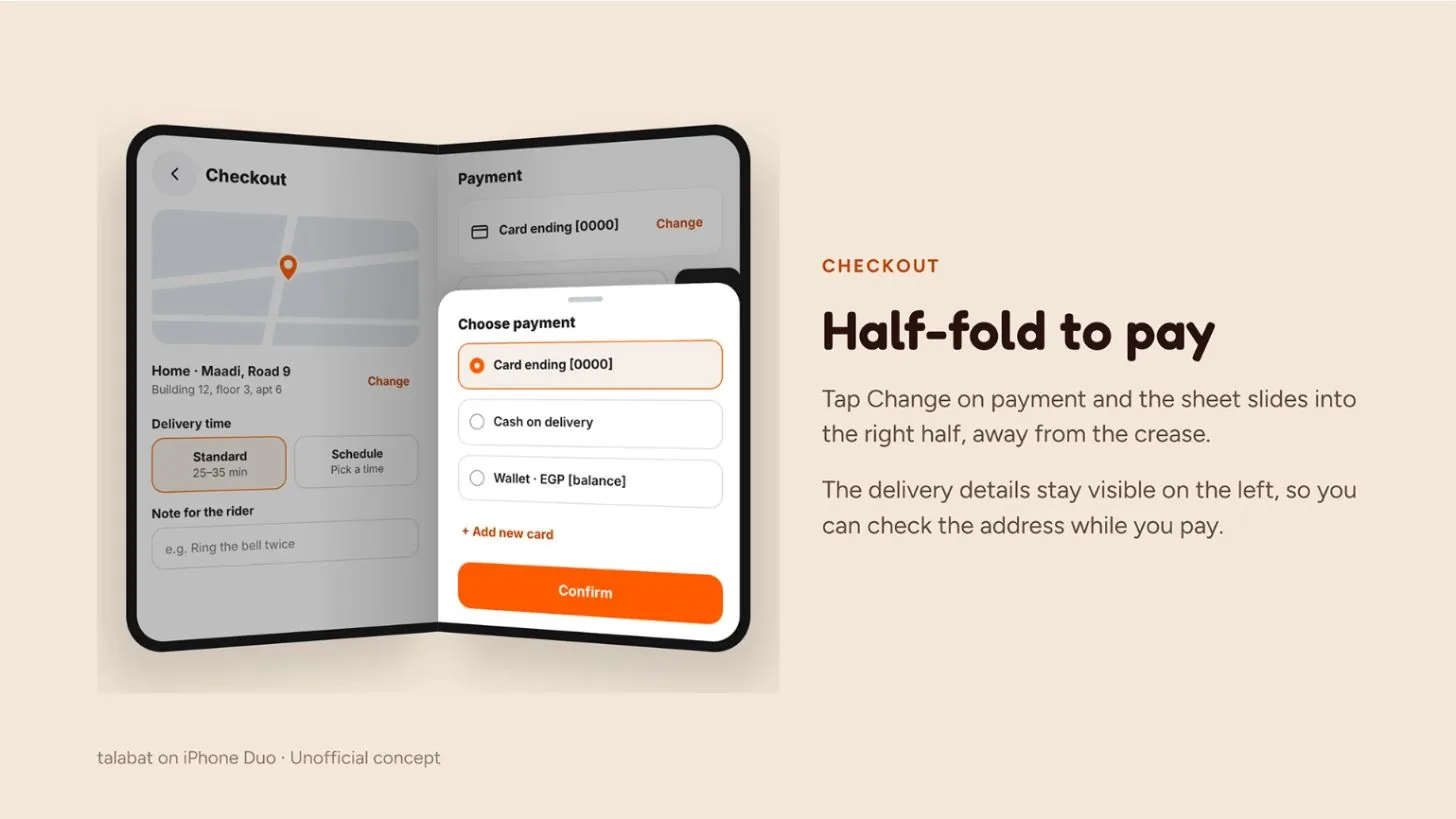 Checkout
Home · Maadi, Road 9
Building 12, floor 3, apt 6
Change
Delivery time
Standard
25–35 min
Schedule
Pick a time
Note for the rider
e.g. Ring the bell twice
Payment
Card ending [0000]
Change
Choose payment
Card ending [0000]
Cash on delivery
Wallet · EGP [balance]
+ Add new card
Confirm
CHECKOUT
Half-fold to pay
Tap Change on payment and the sheet slides into
the right half, away from the crease.
The delivery details stay visible on the left, so you
can check the address while you pay.
talabat on iPhone Duo · Unofficial concept